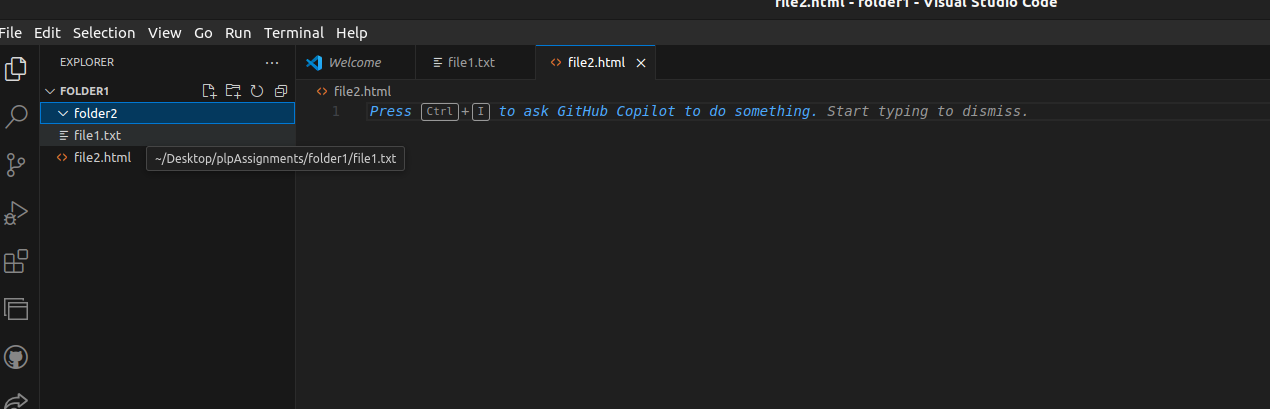 file2.html - folder1 - Visual Studio Code
File Edit Selection View Go Run Terminal Help
EXPLORER ···
Welcome file1.txt file2.html
FOLDER1
file2.html
folder2
1 Press Ctrl+I to ask GitHub Copilot to do something. Start typing to dismiss.
file1.txt
file2.html
~/Desktop/plpAssignments/folder1/file1.txt